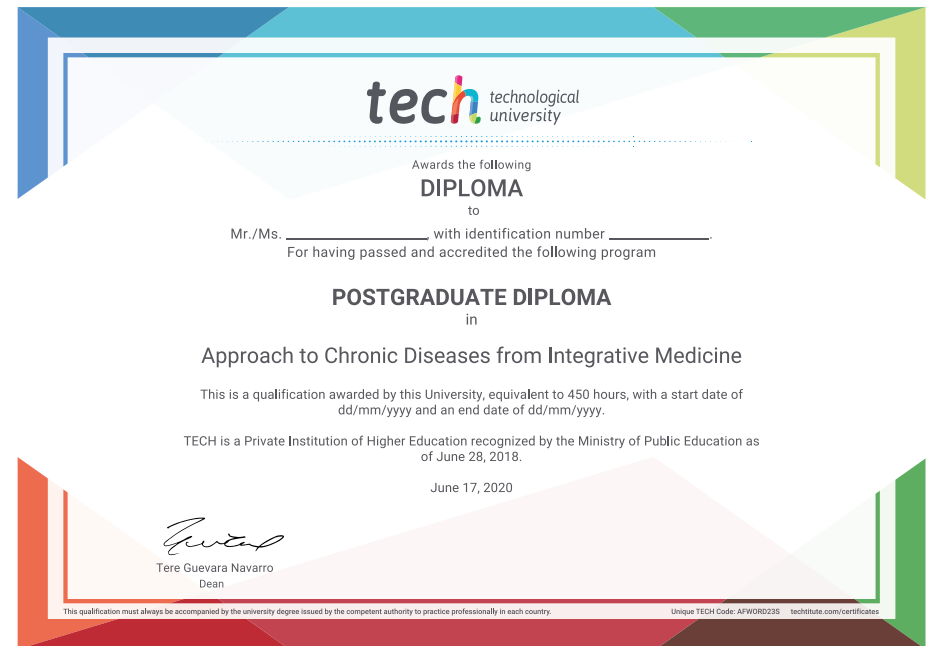 tech technological
university
Awards the following
DIPLOMA
to
Mr./Ms. ____________________, with identification number ______________.
For having passed and accredited the following program
POSTGRADUATE DIPLOMA
in
Approach to Chronic Diseases from Integrative Medicine
This is a qualification awarded by this University, equivalent to 450 hours, with a start date of
dd/mm/yyyy and an end date of dd/mm/yyyy.
TECH is a Private Institution of Higher Education recognized by the Ministry of Public Education as
of June 28, 2018.
June 17, 2020
Tere Guevara Navarro
Dean
This qualification must always be accompanied by the university degree issued by the competent authority to practice professionally in each country.
Unique TECH Code: AFWORD23S techtitute.com/certificates